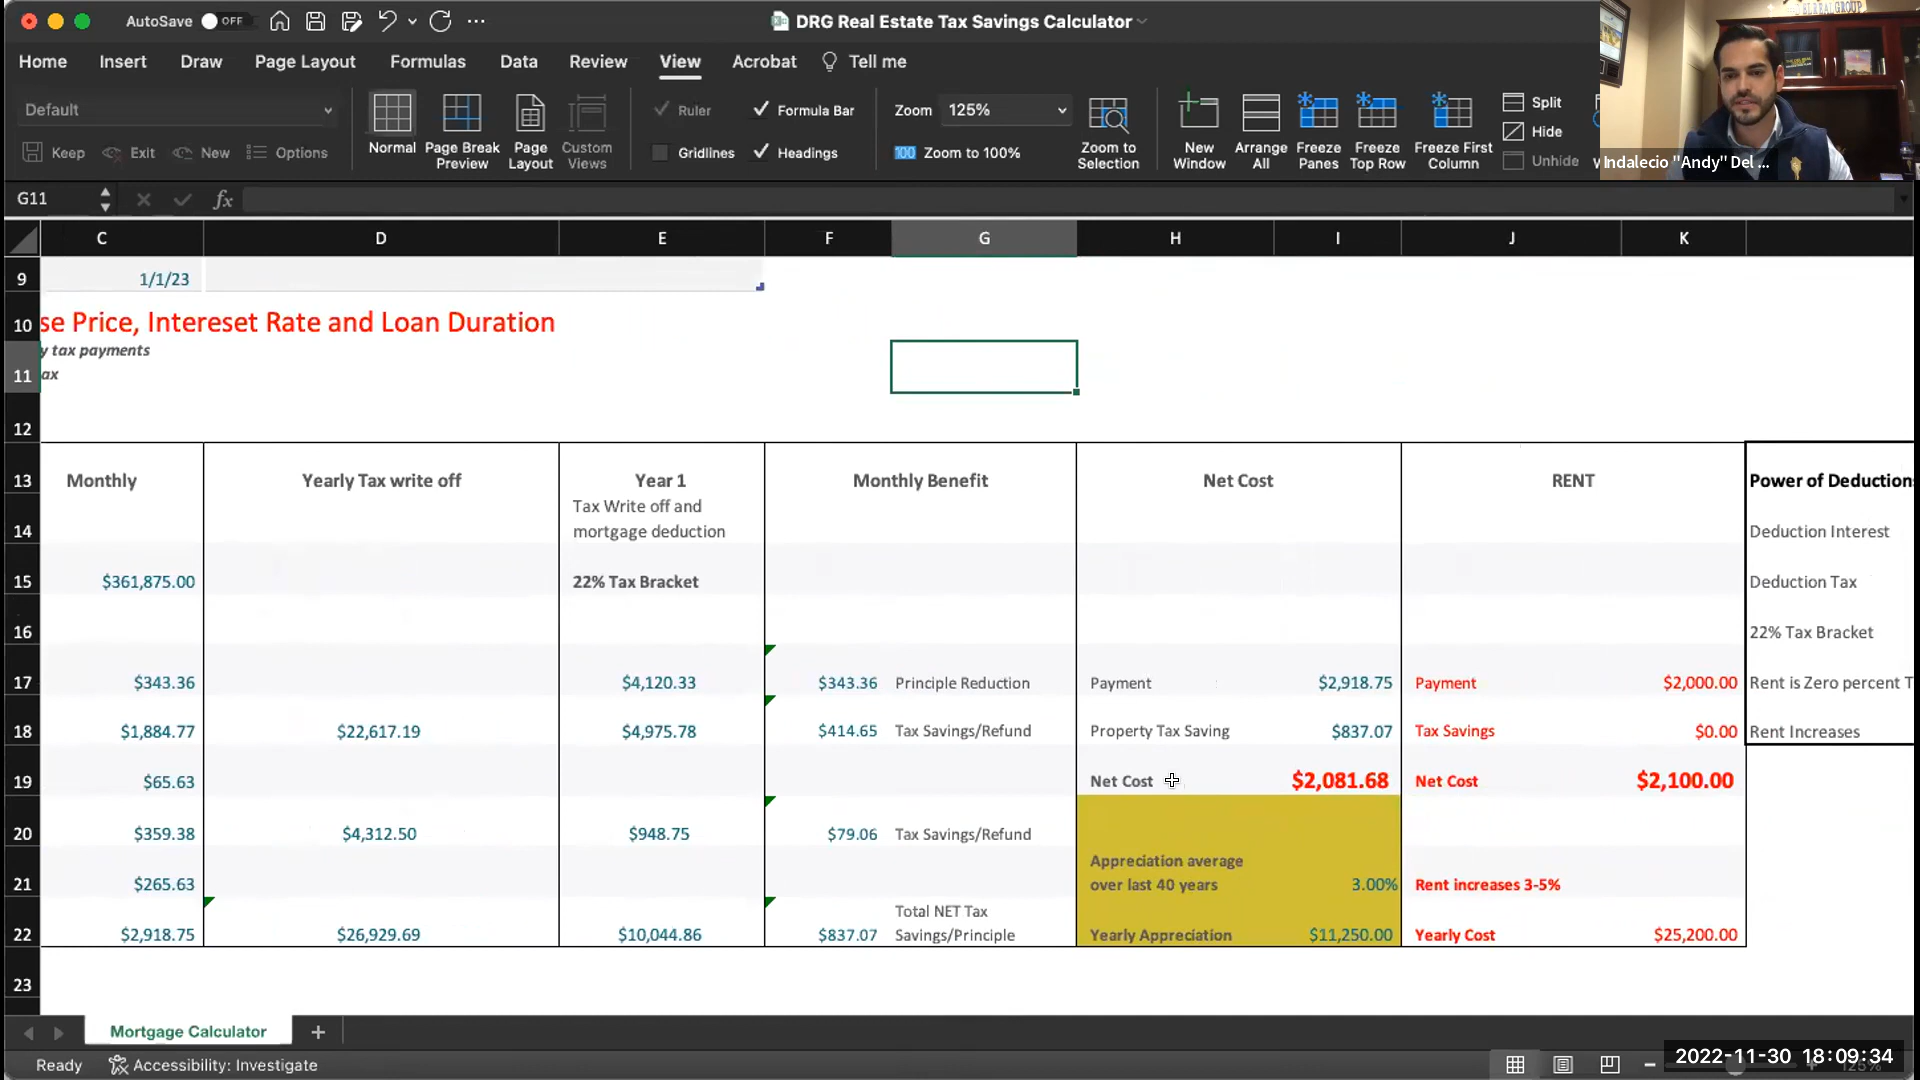 AutoSave OFF
DRG Real Estate Tax Savings Calculator
Home Insert Draw Page Layout Formulas Data Review View Acrobat Tell me
Default
Keep Exit New Options
Normal
Page Break Preview
Page Layout
Custom Views
Ruler
Formula Bar
Gridlines
Headings
Zoom 125%
100 Zoom to 100%
Zoom to Selection
New Window
Arrange All
Freeze Panes
Freeze Top Row
Freeze First Column
Split
Hide
Unhide
Indalecio "Andy" Del ...
G11 fx
C D E F G H I J K
9 1/1/23
10 se Price, Intereset Rate and Loan Duration
y tax payments
11 ax
12
13 Monthly Yearly Tax write off Year 1 Monthly Benefit Net Cost RENT Power of Deduction
14 Tax Write off and mortgage deduction Deduction Interest
15 $361,875.00 22% Tax Bracket Deduction Tax
16 22% Tax Bracket
17 $343.36 $4,120.33 $343.36 Principle Reduction Payment $2,918.75 Payment $2,000.00 Rent is Zero percent T
18 $1,884.77 $22,617.19 $4,975.78 $414.65 Tax Savings/Refund Property Tax Saving $837.07 Tax Savings $0.00 Rent Increases
19 $65.63 Net Cost $2,081.68 Net Cost $2,100.00
20 $359.38 $4,312.50 $948.75 $79.06 Tax Savings/Refund
21 $265.63 Appreciation average over last 40 years 3.00% Rent increases 3-5%
22 $2,918.75 $26,929.69 $10,044.86 $837.07 Total NET Tax Savings/Principle Yearly Appreciation $11,250.00 Yearly Cost $25,200.00
23
Mortgage Calculator
Ready Accessibility: Investigate
2022-11-30 18:09:34